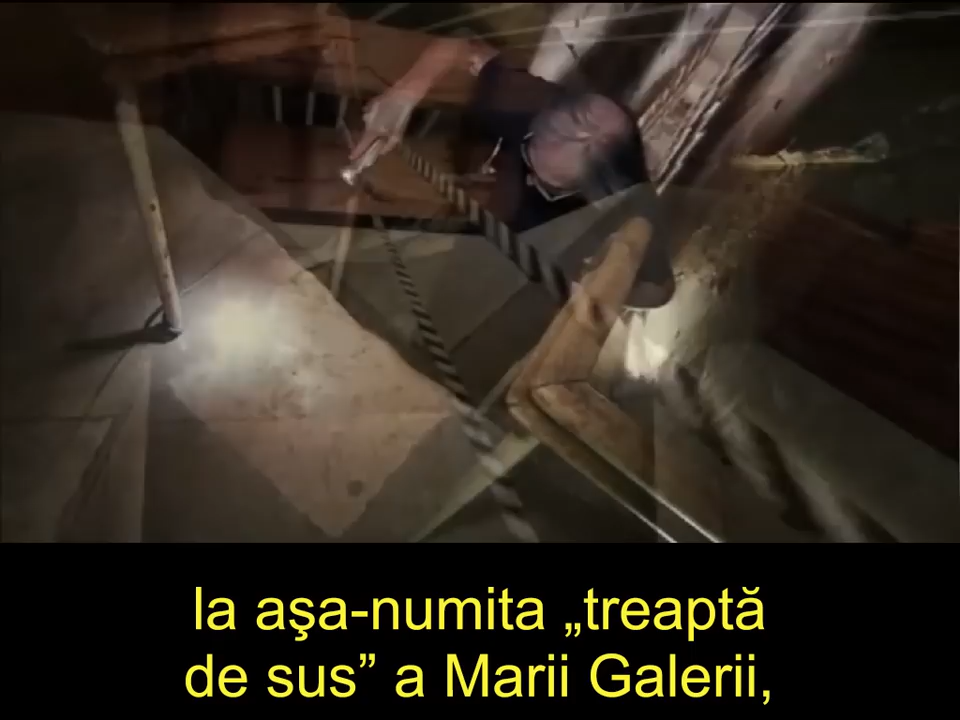 la aşa-numita „treaptă
de sus” a Marii Galerii,